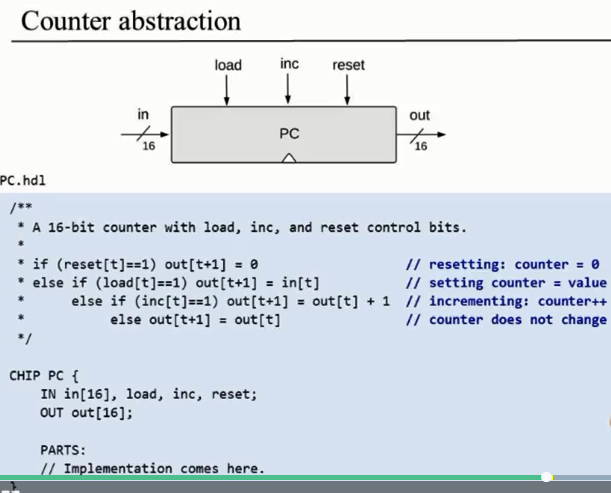 Counter abstraction
load inc reset
in
out
PC
16
16
PC.hdl
/**
* A 16-bit counter with load, inc, and reset control bits.
*
* if (reset[t]==1) out[t+1] = 0 // resetting: counter = 0
* else if (load[t]==1) out[t+1] = in[t] // setting counter = value
* else if (inc[t]==1) out[t+1] = out[t] + 1 // incrementing: counter++
* else out[t+1] = out[t] // counter does not change
*/
CHIP PC {
IN in[16], load, inc, reset;
OUT out[16];
PARTS:
// Implementation comes here.
}